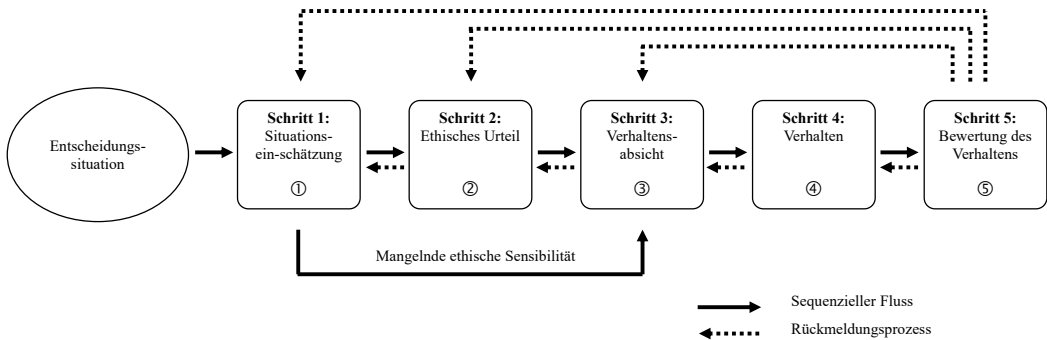 Entscheidungs-
situation
Schritt 1:
Situations-
ein-schätzung
①
Schritt 2:
Ethisches Urteil
②
Schritt 3:
Verhaltens-
absicht
③
Schritt 4:
Verhalten
④
Schritt 5:
Bewertung des
Verhaltens
⑤
Mangelnde ethische Sensibilität
Sequenzieller Fluss
Rückmeldungsprozess